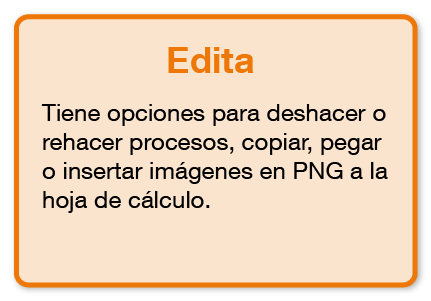 Edita
Tiene opciones para deshacer o
rehacer procesos, copiar, pegar
o insertar imágenes en PNG a la
hoja de cálculo.